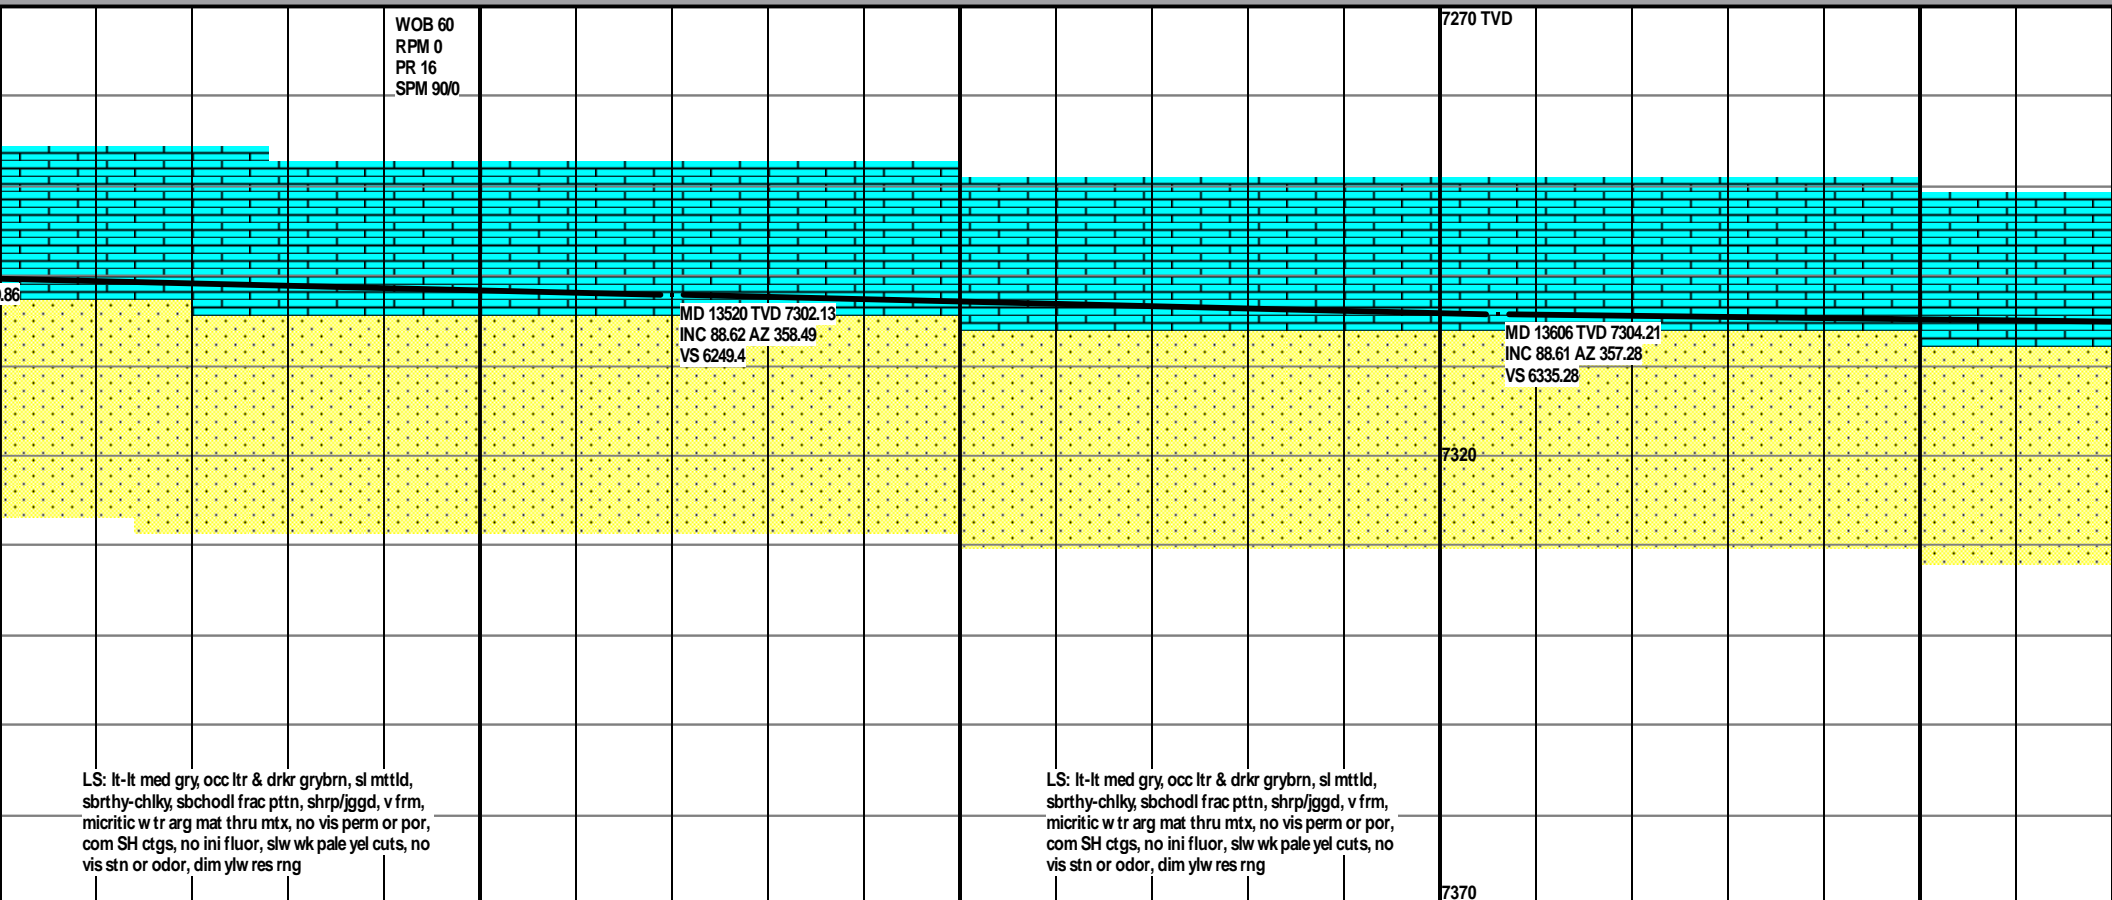 WOB 60
RPM 0
PR 16
SPM 90/0
7270 TVD
.86
MD 13520 TVD 7302.13
INC 88.62 AZ 358.49
VS 6249.4
MD 13606 TVD 7304.21
INC 88.61 AZ 357.28
VS 6335.28
7320
LS: lt-lt med gry, occ ltr & drkr grybrn, sl mttld,
sbrthy-chlky, sbchodl frac pttn, shrp/jggd, v frm,
micritic w tr arg mat thru mtx, no vis perm or por,
com SH ctgs, no ini fluor, slw wk pale yel cuts, no
vis stn or odor, dim ylw res rng
LS: lt-lt med gry, occ ltr & drkr grybrn, sl mttld,
sbrthy-chlky, sbchodl frac pttn, shrp/jggd, v frm,
micritic w tr arg mat thru mtx, no vis perm or por,
com SH ctgs, no ini fluor, slw wk pale yel cuts, no
vis stn or odor, dim ylw res rng
7370